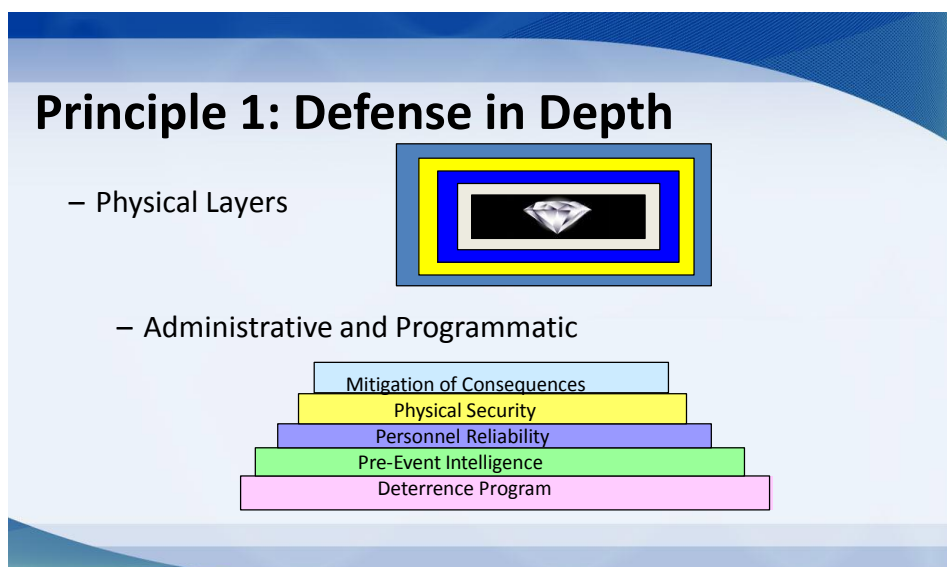 Principle 1: Defense in Depth
– Physical Layers
– Administrative and Programmatic
Mitigation of Consequences
Physical Security
Personnel Reliability
Pre-Event Intelligence
Deterrence Program